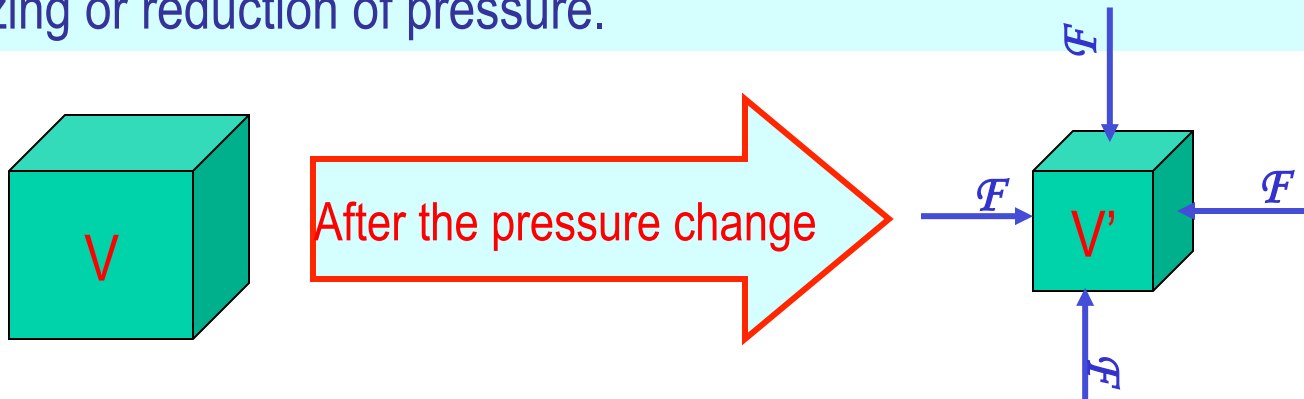 zing or reduction of pressure.
F
V
After the pressure change
F
V’
F
F